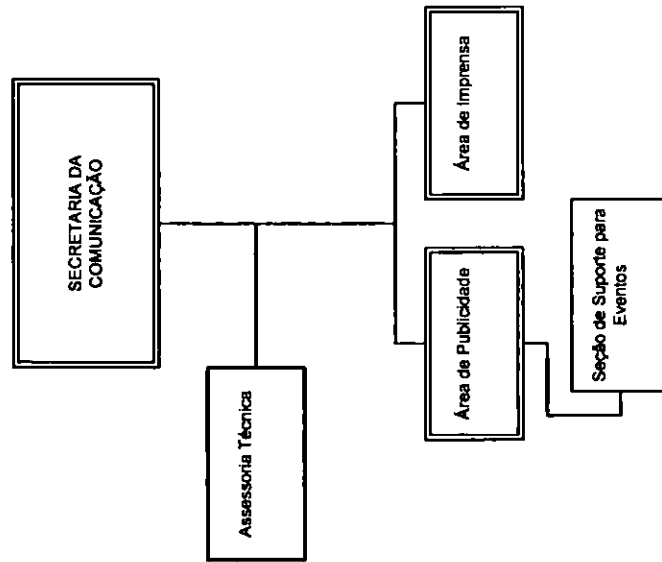 SECRETARIA DA
COMUNICAÇÃO
Assessoria Técnica
Área de Publicidade
Área de Imprensa
Seção de Suporte para
Eventos